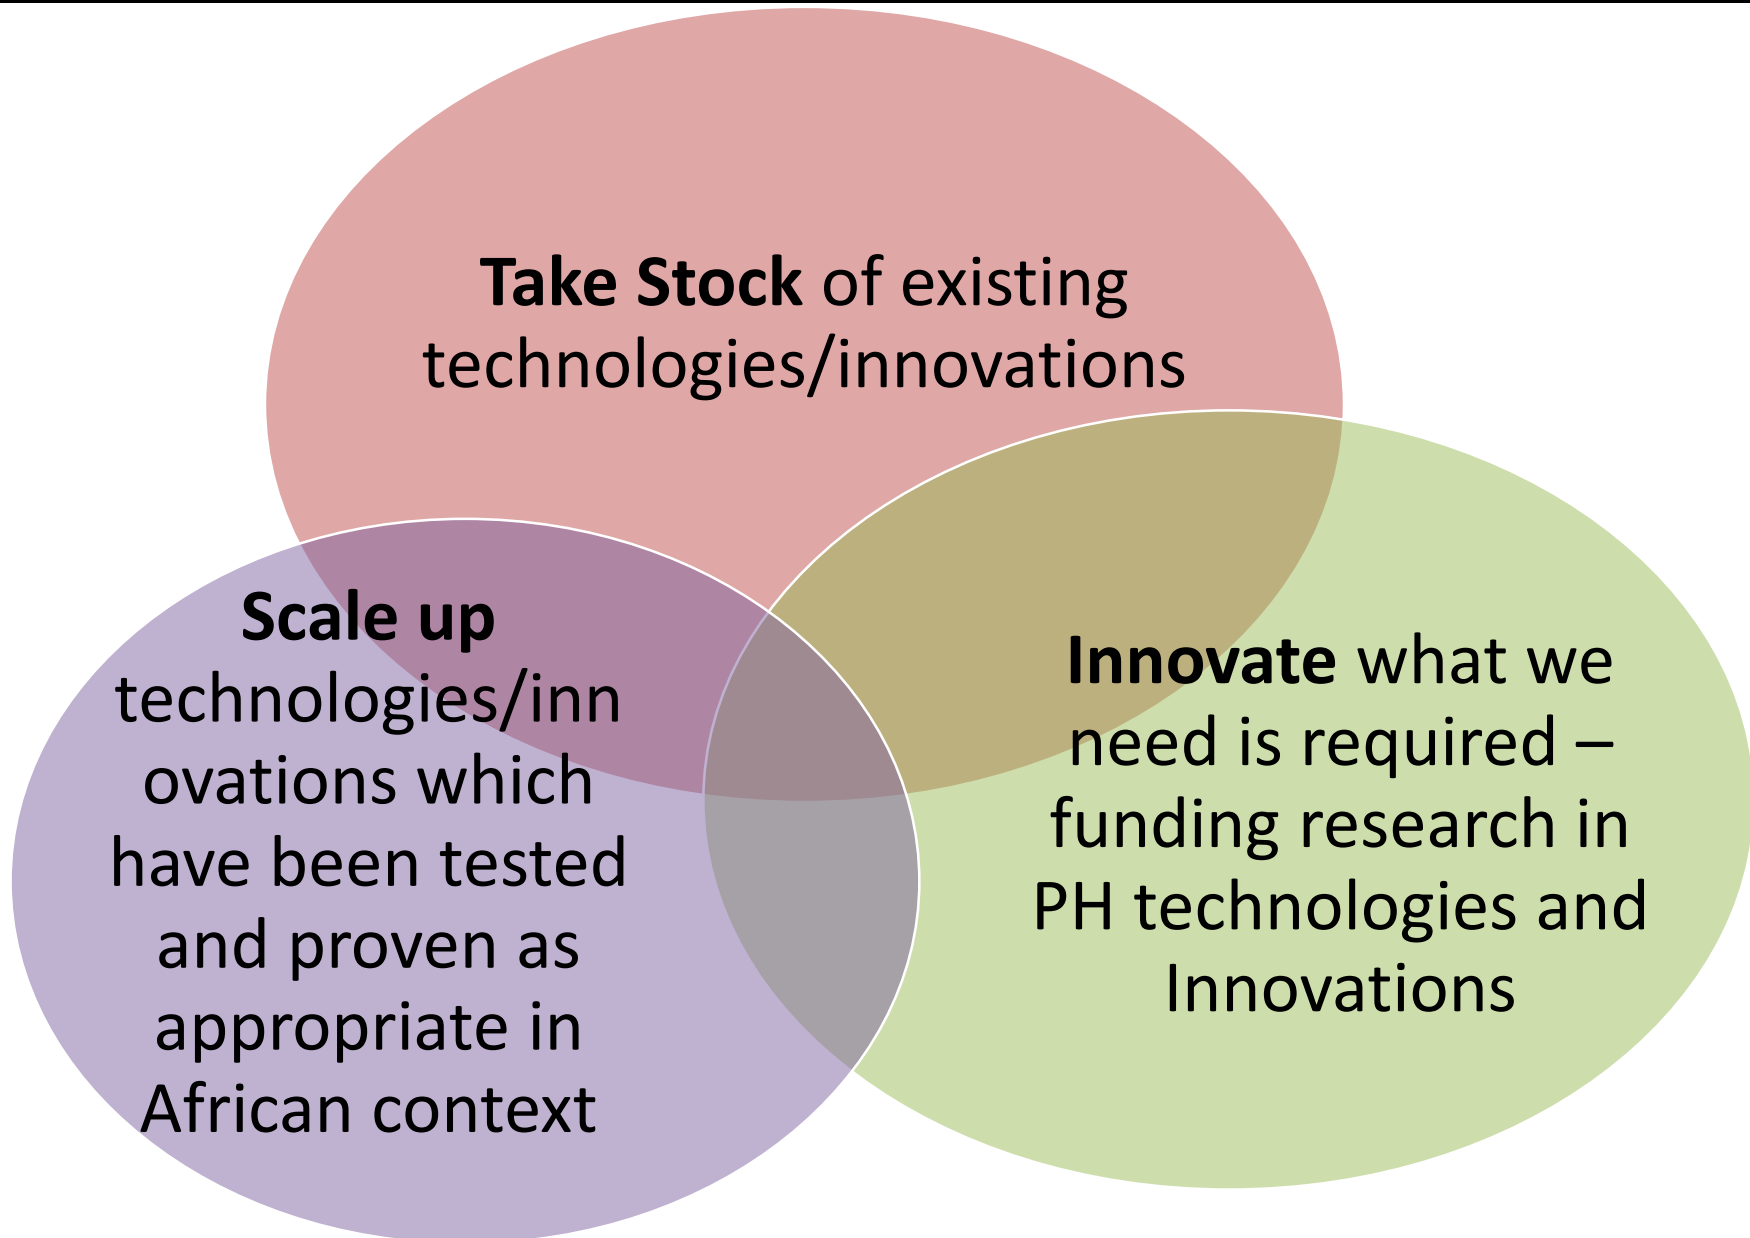 Take Stock of existing
technologies/innovations
Scale up
technologies/inn
ovations which
have been tested
and proven as
appropriate in
African context
Innovate what we
need is required –
funding research in
PH technologies and
Innovations